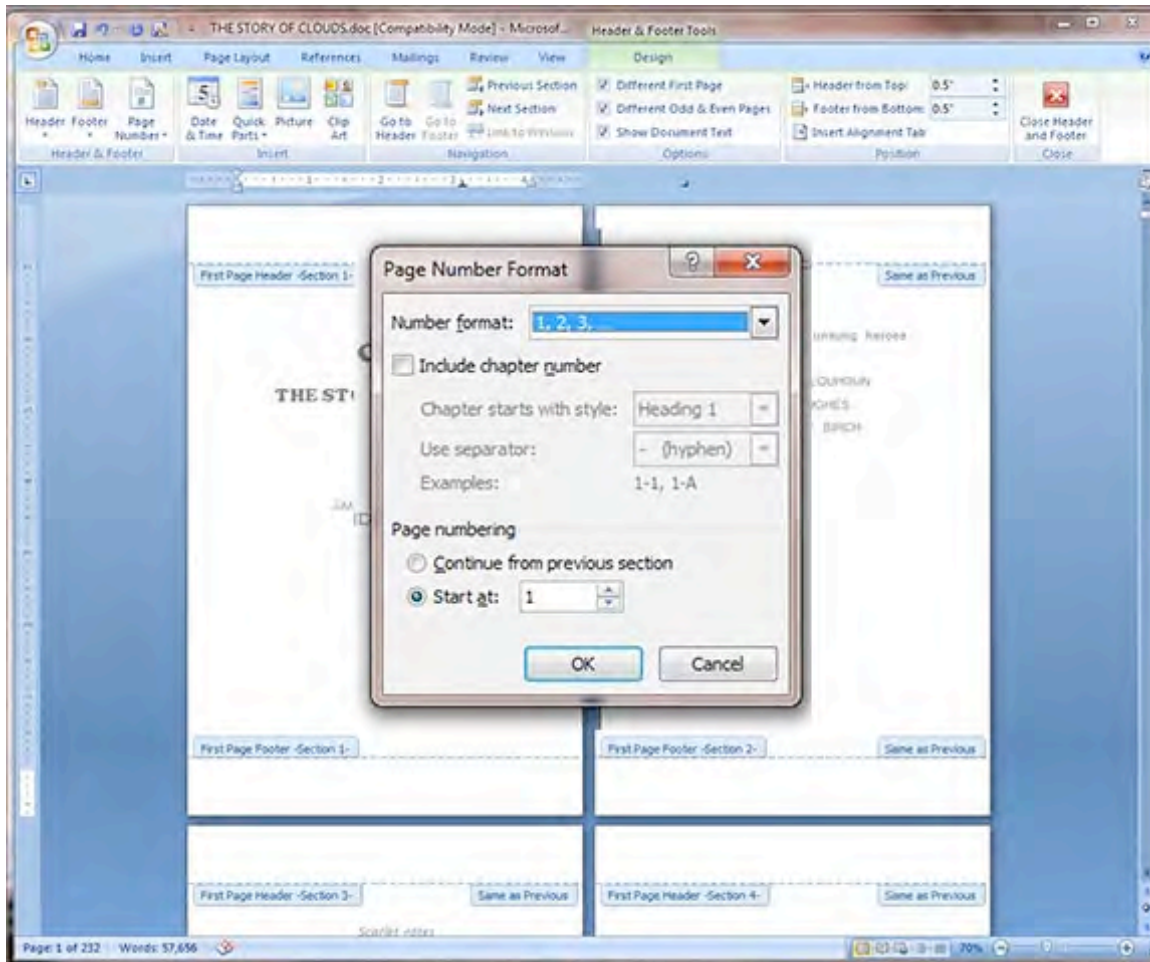 THE STORY OF CLOUDS.doc [Compatibility Mode] - Microsof...
Header & Footer Tools
Home Insert Page Layout References Mailings Review View Design
Header Footer Page Number
Date & Time Quick Parts Picture Clip Art
Go to Header Go to Footer
Previous Section
Next Section
Link to Previous
Different First Page
Different Odd & Even Pages
Show Document Text
Header from Top: 0.5"
Footer from Bottom: 0.5"
Insert Alignment Tab
Close Header and Footer
Header & Footer Insert Navigation Options Position Close
First Page Header -Section 1-
Same as Previous
Page Number Format
Number format: 1, 2, 3, ...
Include chapter number
Chapter starts with style: Heading 1
Use separator: - (hyphen)
Examples: 1-1, 1-A
Page numbering
Continue from previous section
Start at: 1
OK Cancel
THE ST
unsung heroes
BIRCH
First Page Footer -Section 1-
First Page Footer -Section 2- Same as Previous
First Page Header -Section 3- Same as Previous
First Page Header -Section 4- Same as Previous
Scarlet
Page: 1 of 232 Words: 57,656 70%